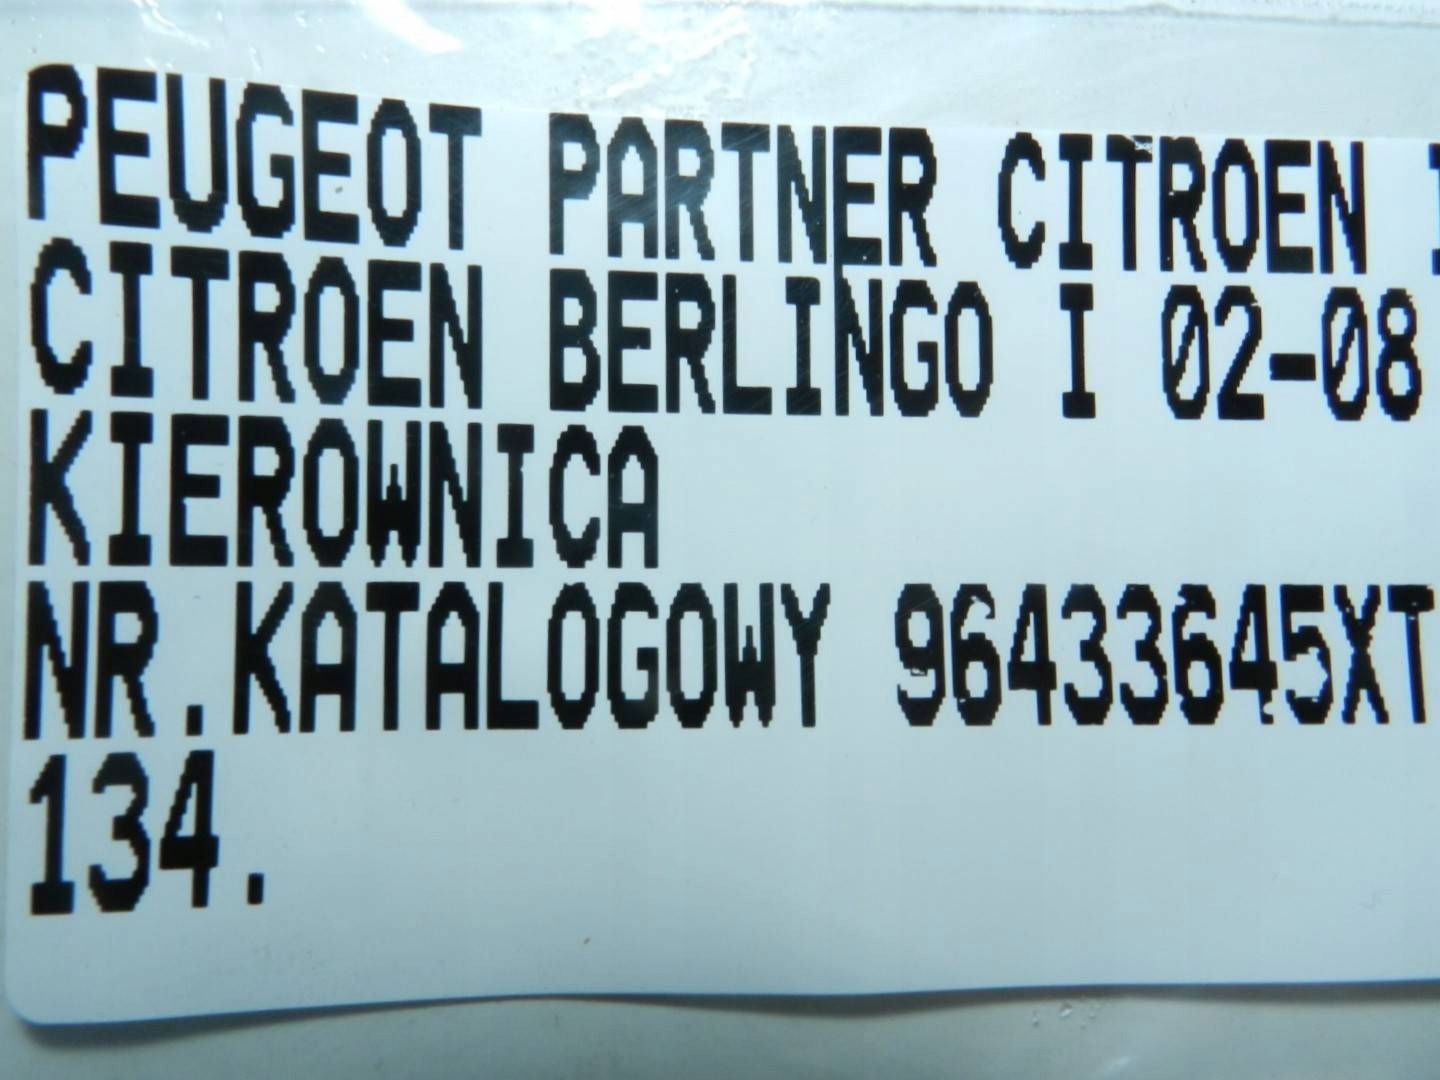 PEUGEOT PARTNER CITROEN
CITROEN BERLINGO I 02-08
KIEROWNICA
NR.KATALOGOWY 96433645XT
134.